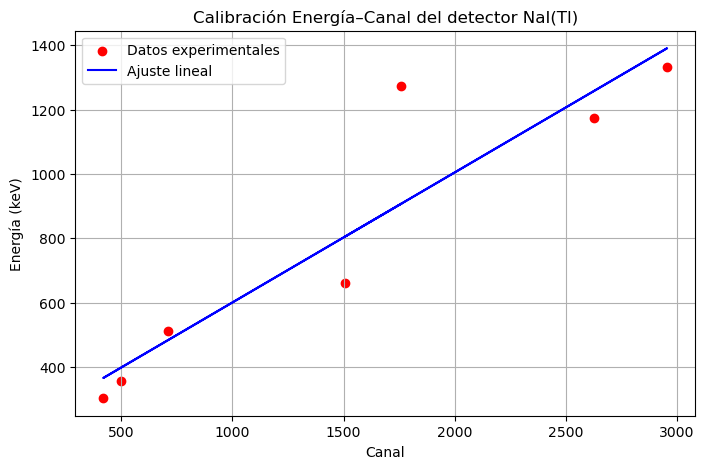 Calibración Energía–Canal del detector NaI(Tl)
Datos experimentales
Ajuste lineal
1400
1200
1000
800
600
400
Energía (keV)
500
1000
1500
2000
2500
3000
Canal